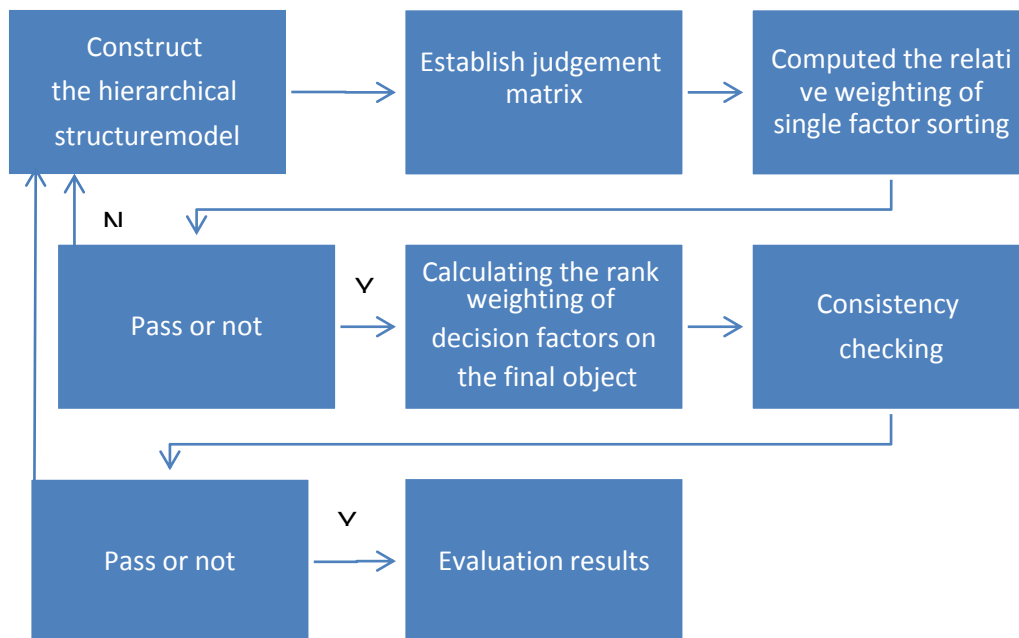 Construct
the hierarchical
structuremodel
Establish judgement
matrix
Computed the relati
ve weighting of
single factor sorting
N
Pass or not
Y
Calculating the rank
weighting of
decision factors on
the final object
Consistency
checking
Pass or not
Y
Evaluation results